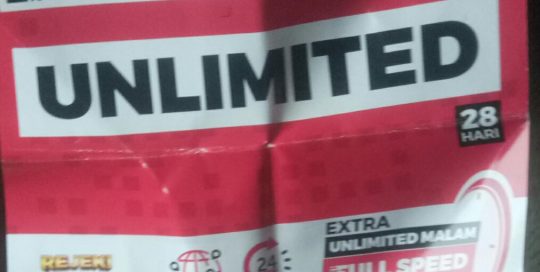 UNLIMITED
28
HARI
EXTRA
UNLIMITED MALAM
FULL SPEED
REJEKI
24